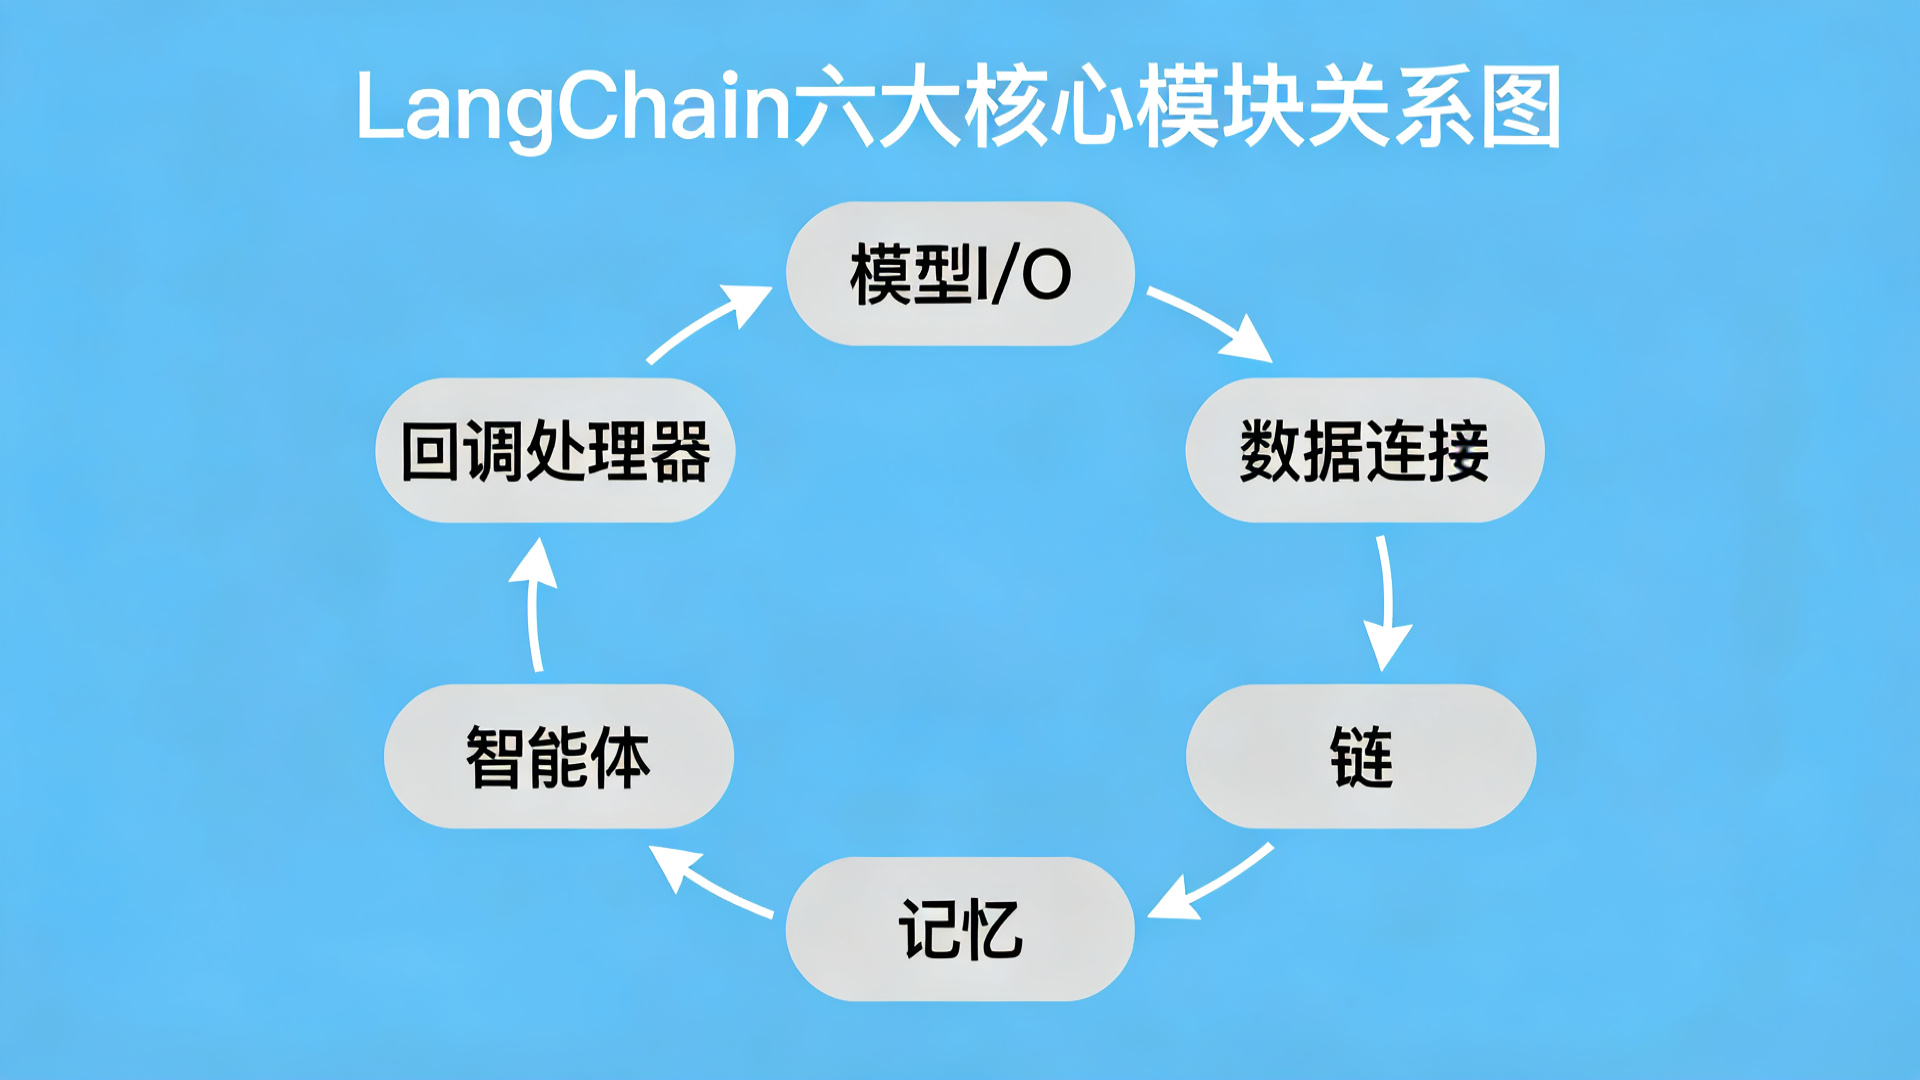 LangChain六大核心模块关系图
模型I/O
回调处理器
数据连接
智能体
链
记忆